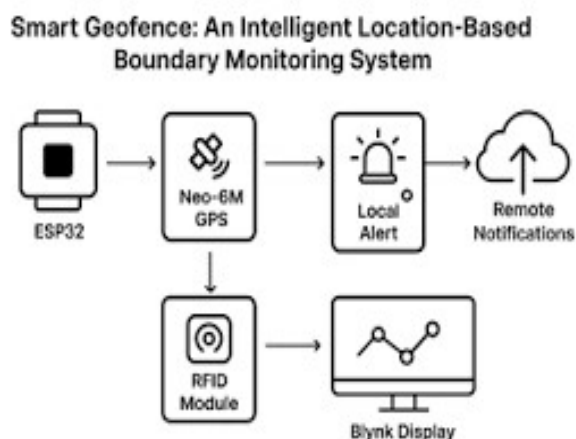 Smart Geofence: An Intelligent Location-Based
Boundary Monitoring System
ESP32
Neo-6M
GPS
Local
Alert
Remote
Notifications
RFID
Module
Blynk Display